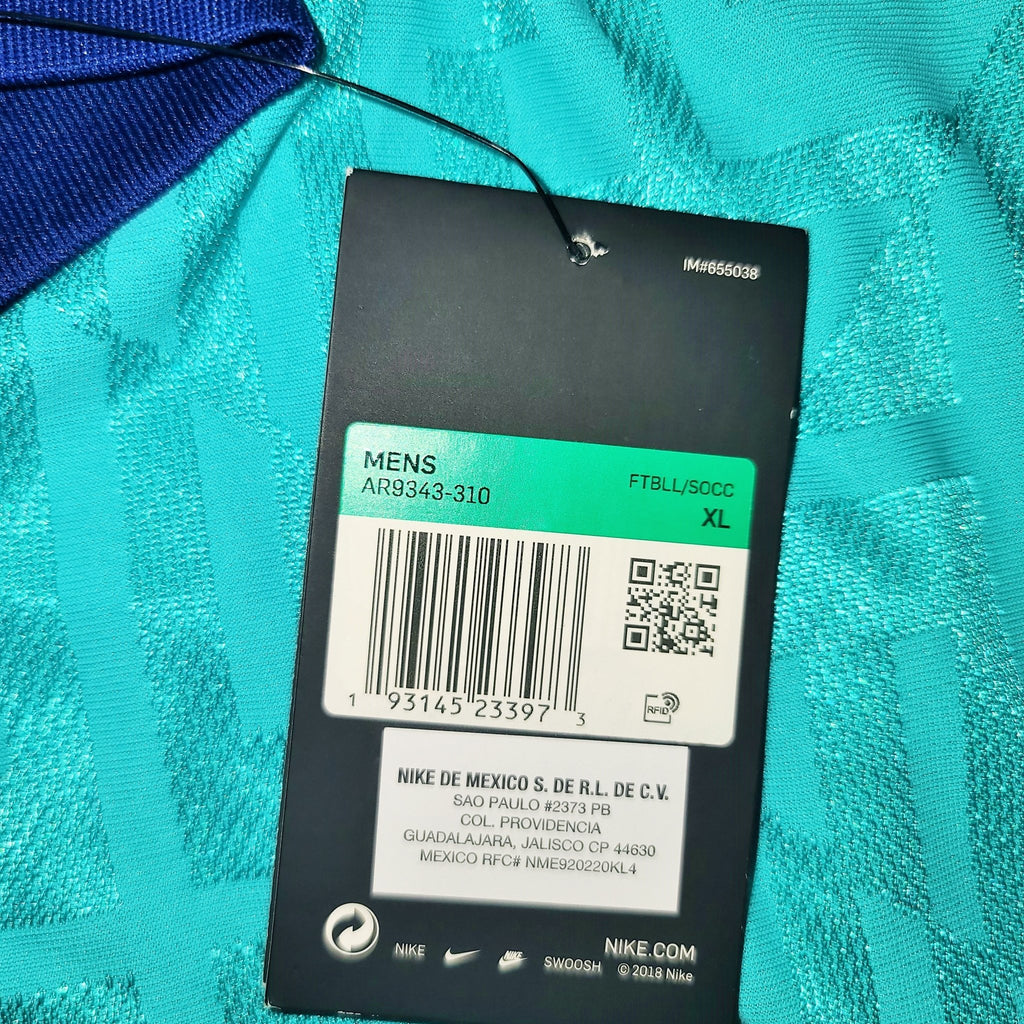 IM#655038
MENS
AR9343-310
FTBLL/SOCC
XL
1 93145 23397 3
RFID
NIKE DE MEXICO S. DE R.L. DE C.V.
SAO PAULO #2373 PB
COL. PROVIDENCIA
GUADALAJARA, JALISCO CP 44630
MEXICO RFC# NME920220KL4
NIKE NIKE SWOOSH
NIKE.COM
© 2018 Nike